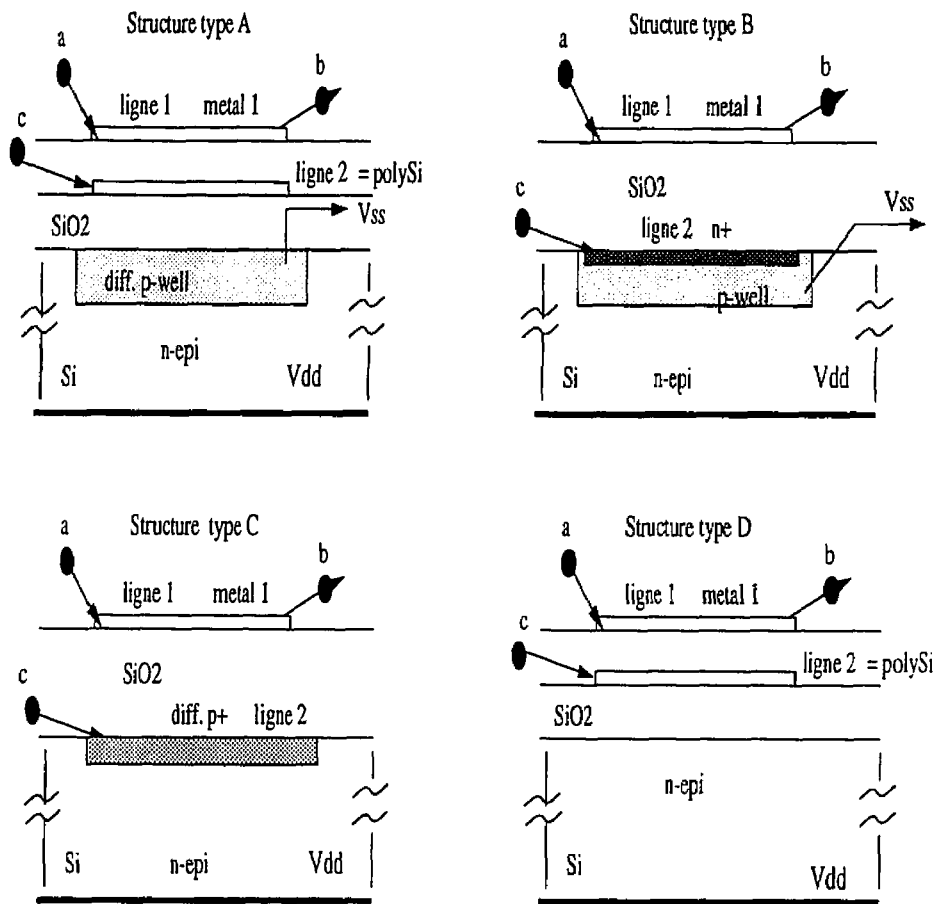 Structure type A
a
b
ligne 1 metal 1
c
ligne 2 = polySi
Vss
SiO2
diff. p-well
n-epi
Si
Vdd
Structure type B
a
b
ligne 1 metal 1
SiO2
c
Vss
ligne 2 n+
p-well
Si
n-epi
Vdd
Structure type C
a
b
ligne 1 metal 1
c
SiO2
diff. p+ ligne 2
Si
n-epi
Vdd
Structure type D
a
b
ligne 1 metal 1
c
ligne 2 = polySi
SiO2
n-epi
Si
Vdd